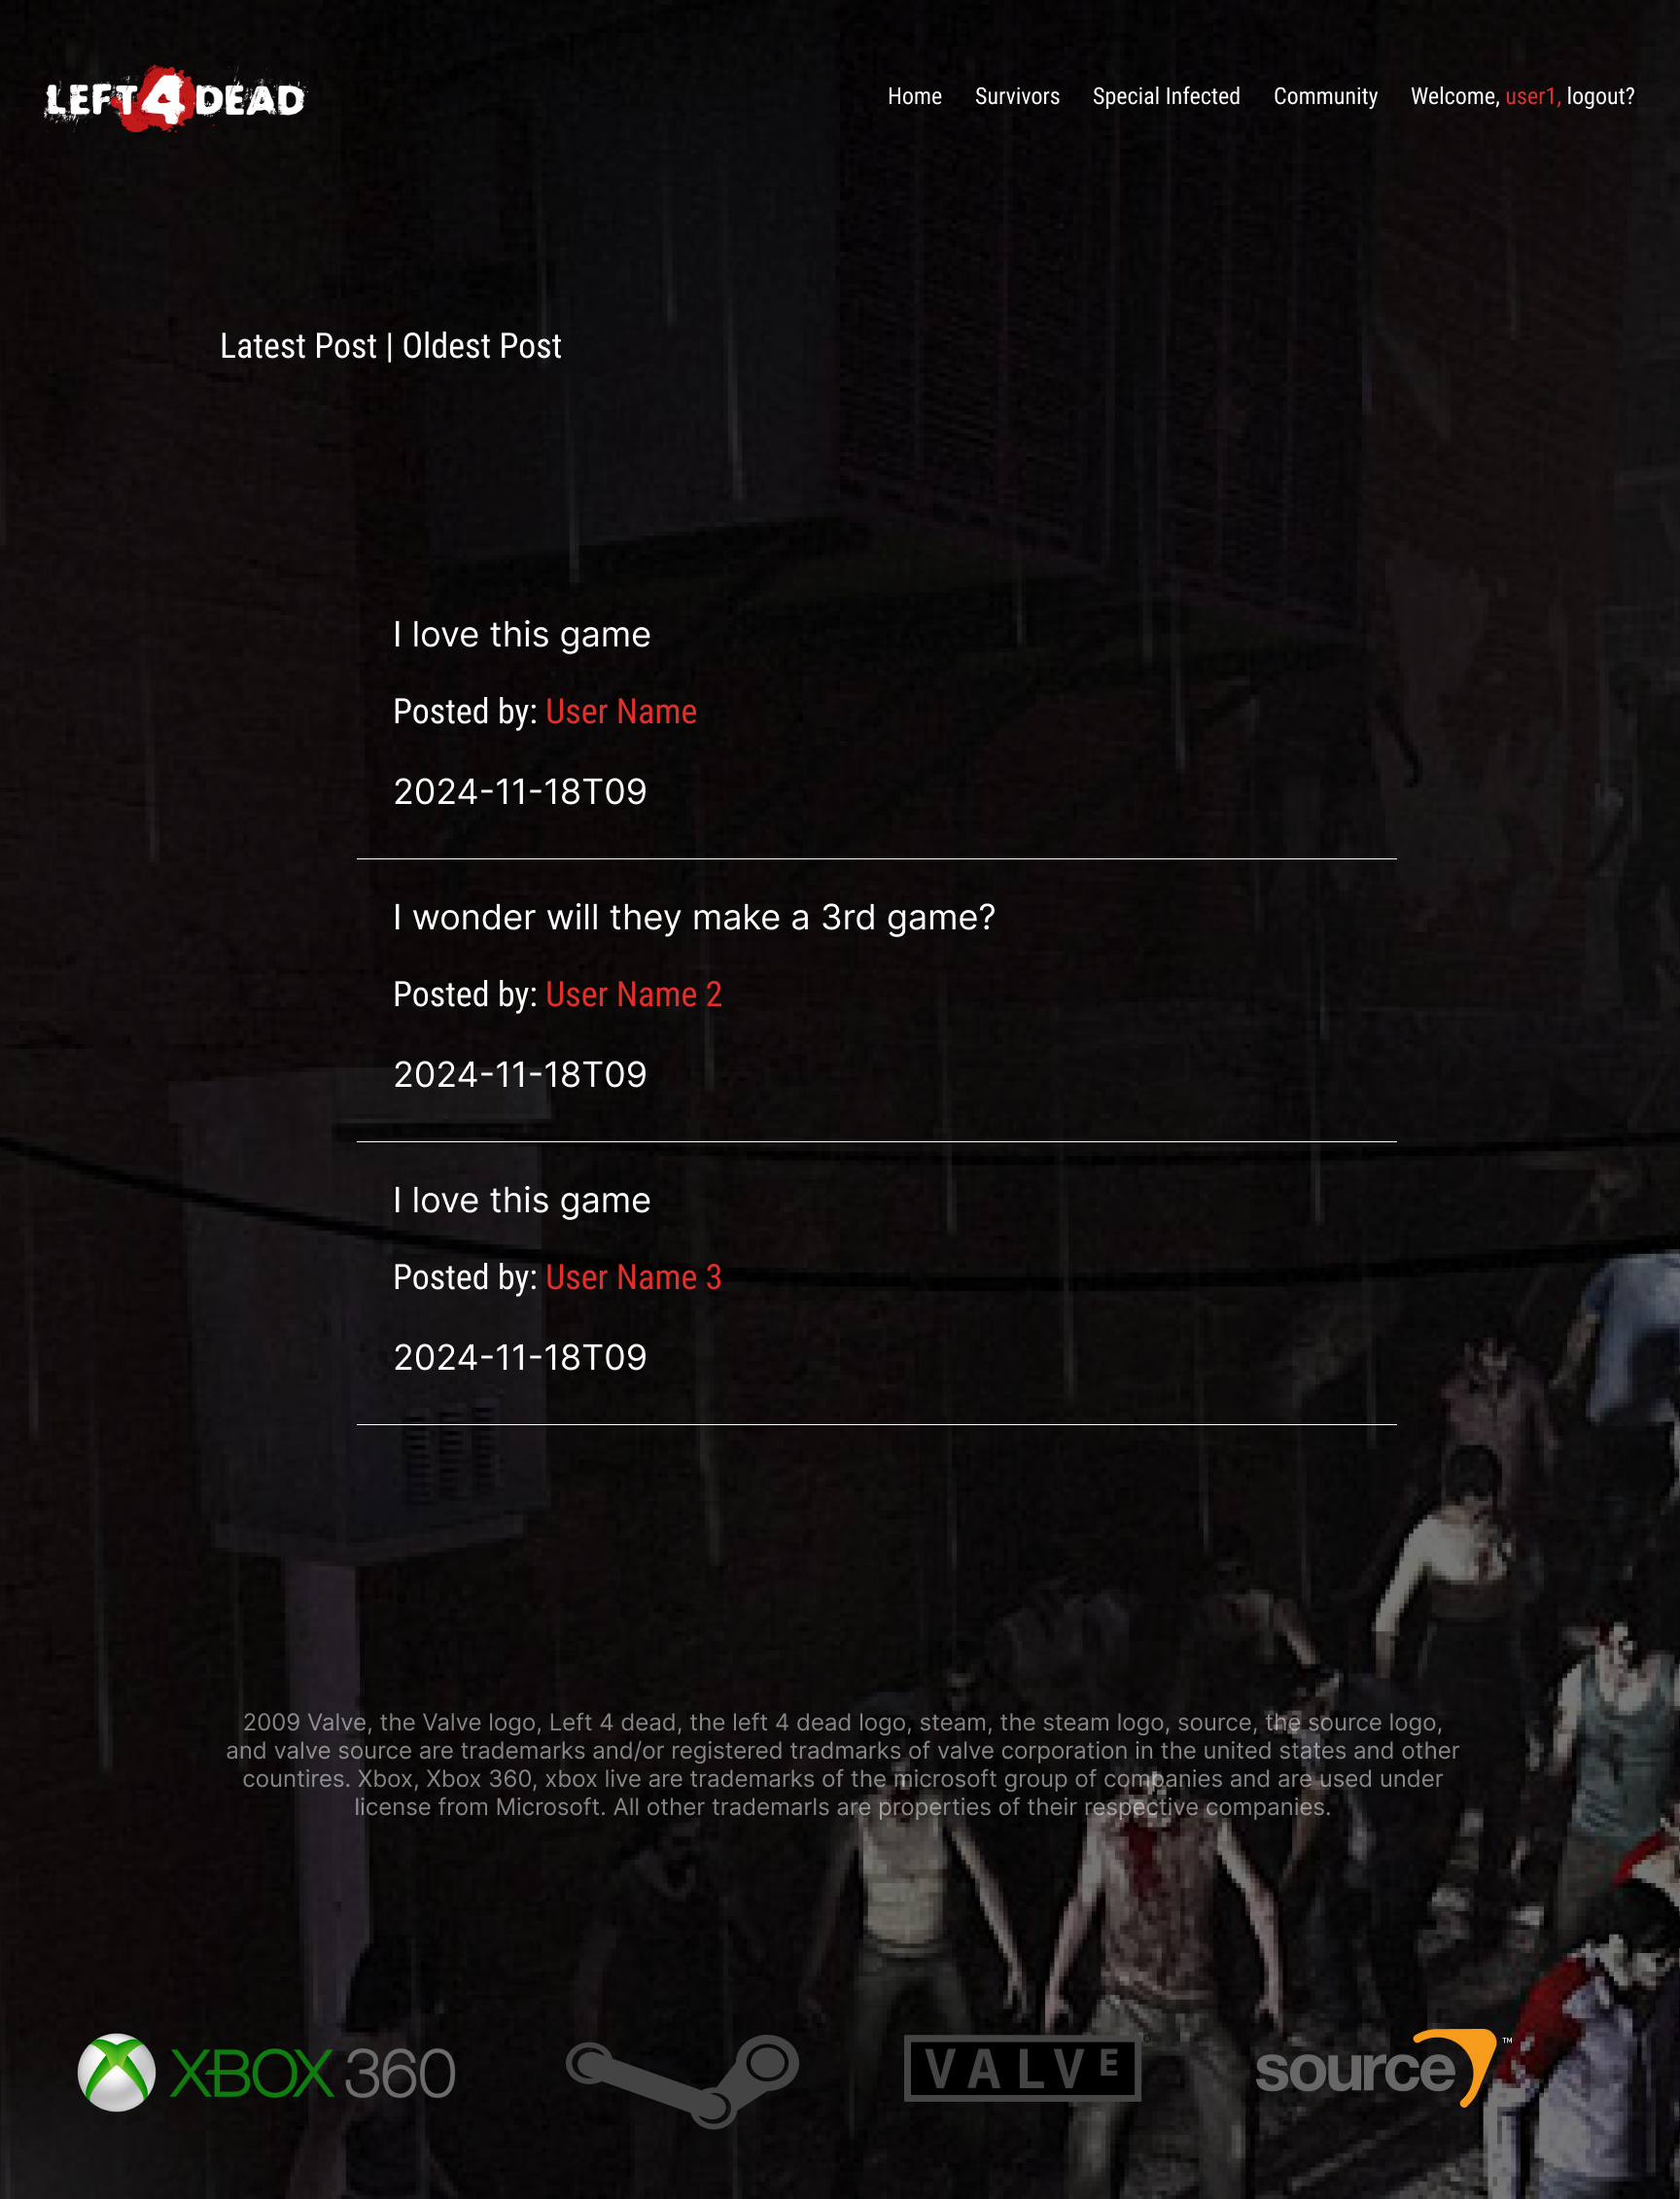 LEFT 4 DEAD
Home Survivors Special Infected Community Welcome, user1, logout?
Latest Post | Oldest Post
I love this game
Posted by: User Name
2024-11-18T09
I wonder will they make a 3rd game?
Posted by: User Name 2
2024-11-18T09
I love this game
Posted by: User Name 3
2024-11-18T09
2009 Valve, the Valve logo, Left 4 dead, the left 4 dead logo, steam, the steam logo, source, the source logo,
and valve source are trademarks and/or registered tradmarks of valve corporation in the united states and other
countires. Xbox, Xbox 360, xbox live are trademarks of the microsoft group of companies and are used under
license from Microsoft. All other trademarls are properties of their respective companies.
XBOX 360 VALVE source™